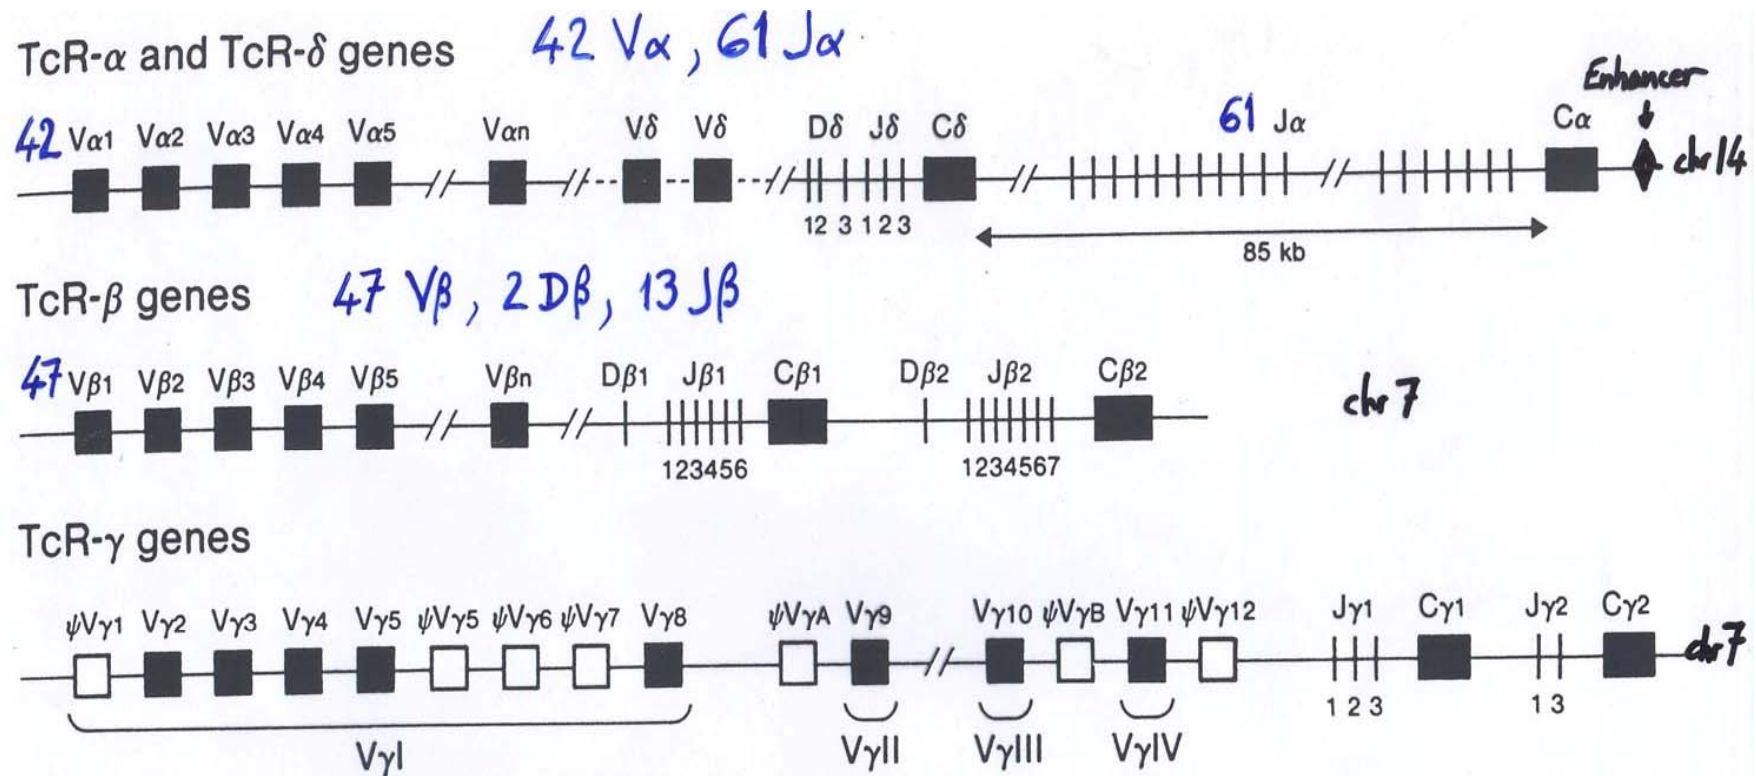 TcR-α and TcR-δ genes 42 Vα, 61 Jα
Enhancer
42 Vα1 Vα2 Vα3 Vα4 Vα5 Vαn Vδ Vδ Dδ Jδ Cδ 61 Jα Cα
chr14
12 3 1 2 3
85 kb
TcR-β genes 47 Vβ, 2 Dβ, 13 Jβ
47 Vβ1 Vβ2 Vβ3 Vβ4 Vβ5 Vβn Dβ1 Jβ1 Cβ1 Dβ2 Jβ2 Cβ2
chr 7
123456 1234567
TcR-γ genes
ψVγ1 Vγ2 Vγ3 Vγ4 Vγ5 ψVγ5 ψVγ6 ψVγ7 Vγ8 ψVγA Vγ9 Vγ10 ψVγB Vγ11 ψVγ12 Jγ1 Cγ1 Jγ2 Cγ2
chr7
1 2 3 1 3
VγI VγII VγIII VγIV